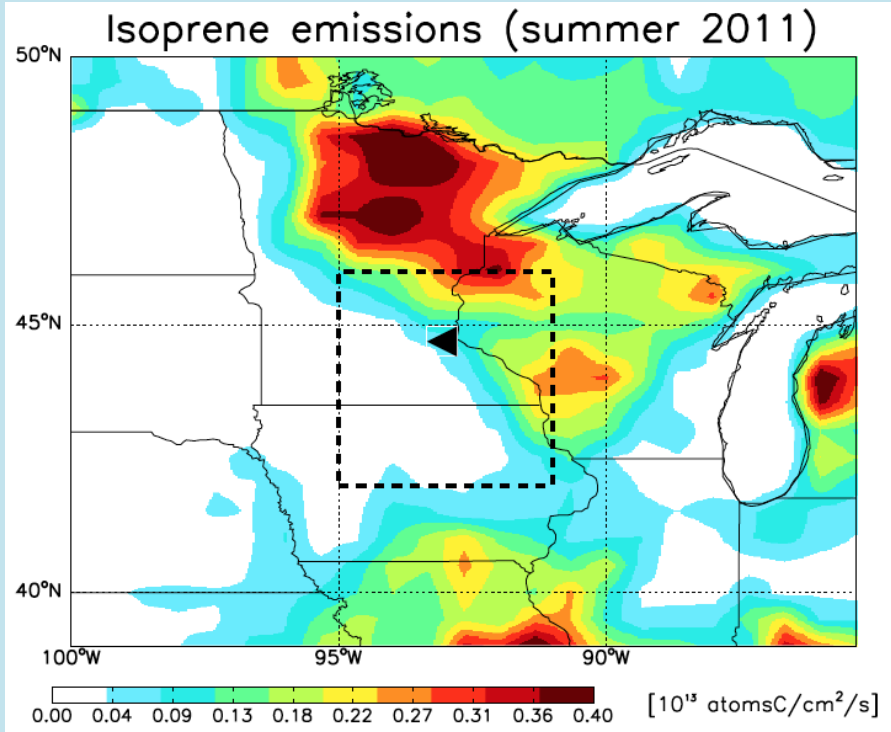 Isoprene emissions (summer 2011)
50°N
45°N
40°N
100°W 95°W 90°W
0.00 0.04 0.09 0.13 0.18 0.22 0.27 0.31 0.36 0.40 [10¹³ atomsC/cm²/s]